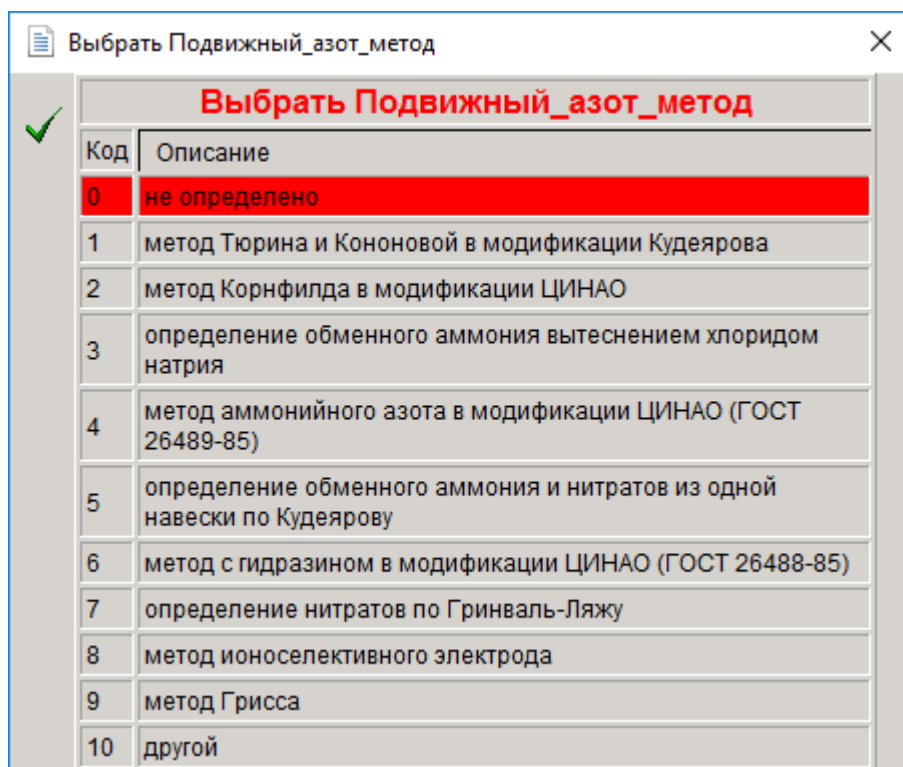 Выбрать Подвижный_азот_метод
Выбрать Подвижный_азот_метод
Код Описание
0 не определено
1 метод Тюрина и Кононовой в модификации Кудеярова
2 метод Корнфилда в модификации ЦИНАО
3 определение обменного аммония вытеснением хлоридом
натрия
4 метод аммонийного азота в модификации ЦИНАО (ГОСТ
26489-85)
5 определение обменного аммония и нитратов из одной
навески по Кудеярову
6 метод с гидразином в модификации ЦИНАО (ГОСТ 26488-85)
7 определение нитратов по Гринваль-Ляжу
8 метод ионоселективного электрода
9 метод Грисса
10 другой